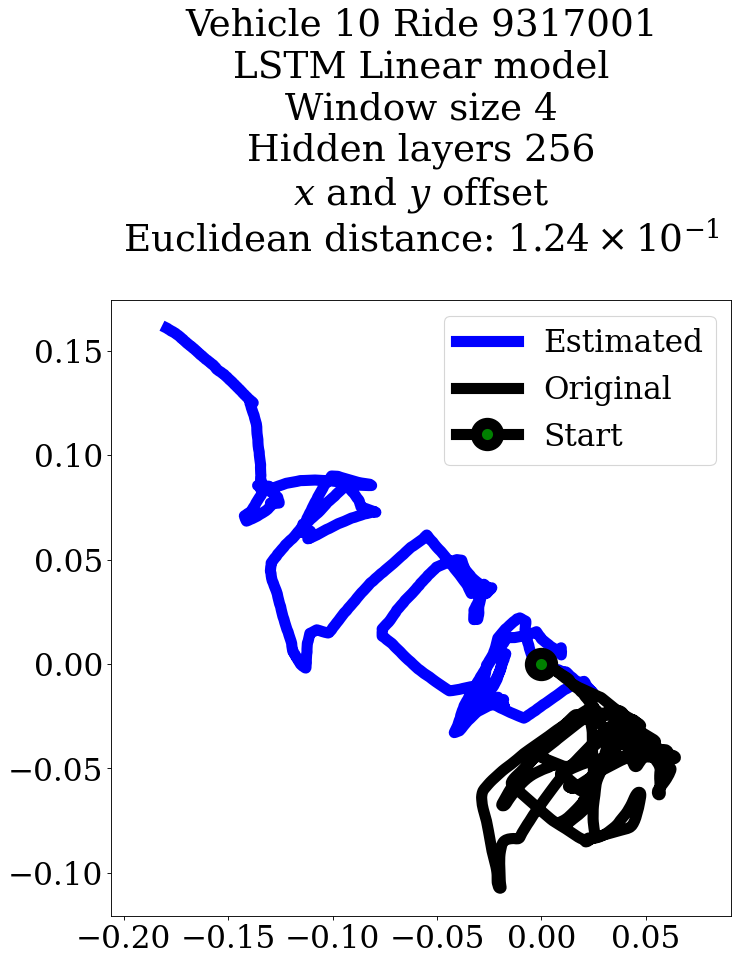 Vehicle 10 Ride 9317001
LSTM Linear model
Window size 4
Hidden layers 256
x and y offset
Euclidean distance: 1.24 × 10⁻¹
Estimated
Original
Start
0.15
0.10
0.05
0.00
−0.05
−0.10
−0.20 −0.15 −0.10 −0.05 0.00 0.05